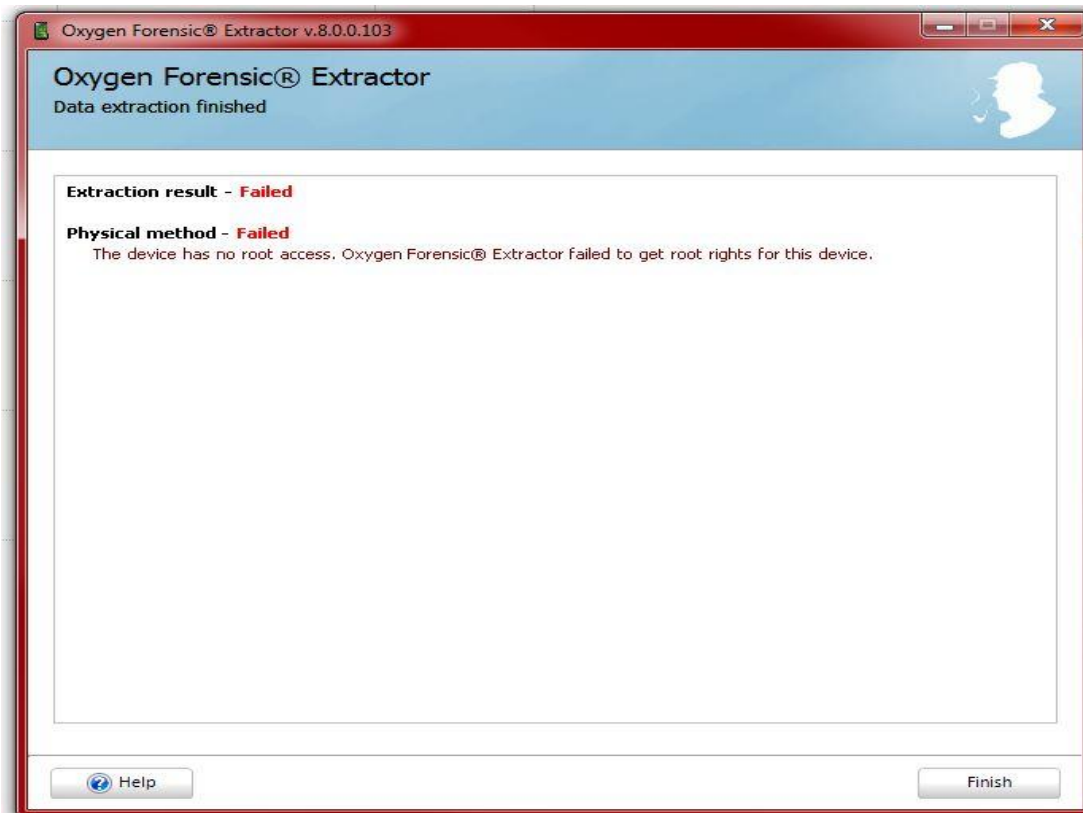 Oxygen Forensic® Extractor v.8.0.0.103
Oxygen Forensic® Extractor
Data extraction finished
Extraction result - Failed
Physical method - Failed
The device has no root access. Oxygen Forensic® Extractor failed to get root rights for this device.
Help
Finish